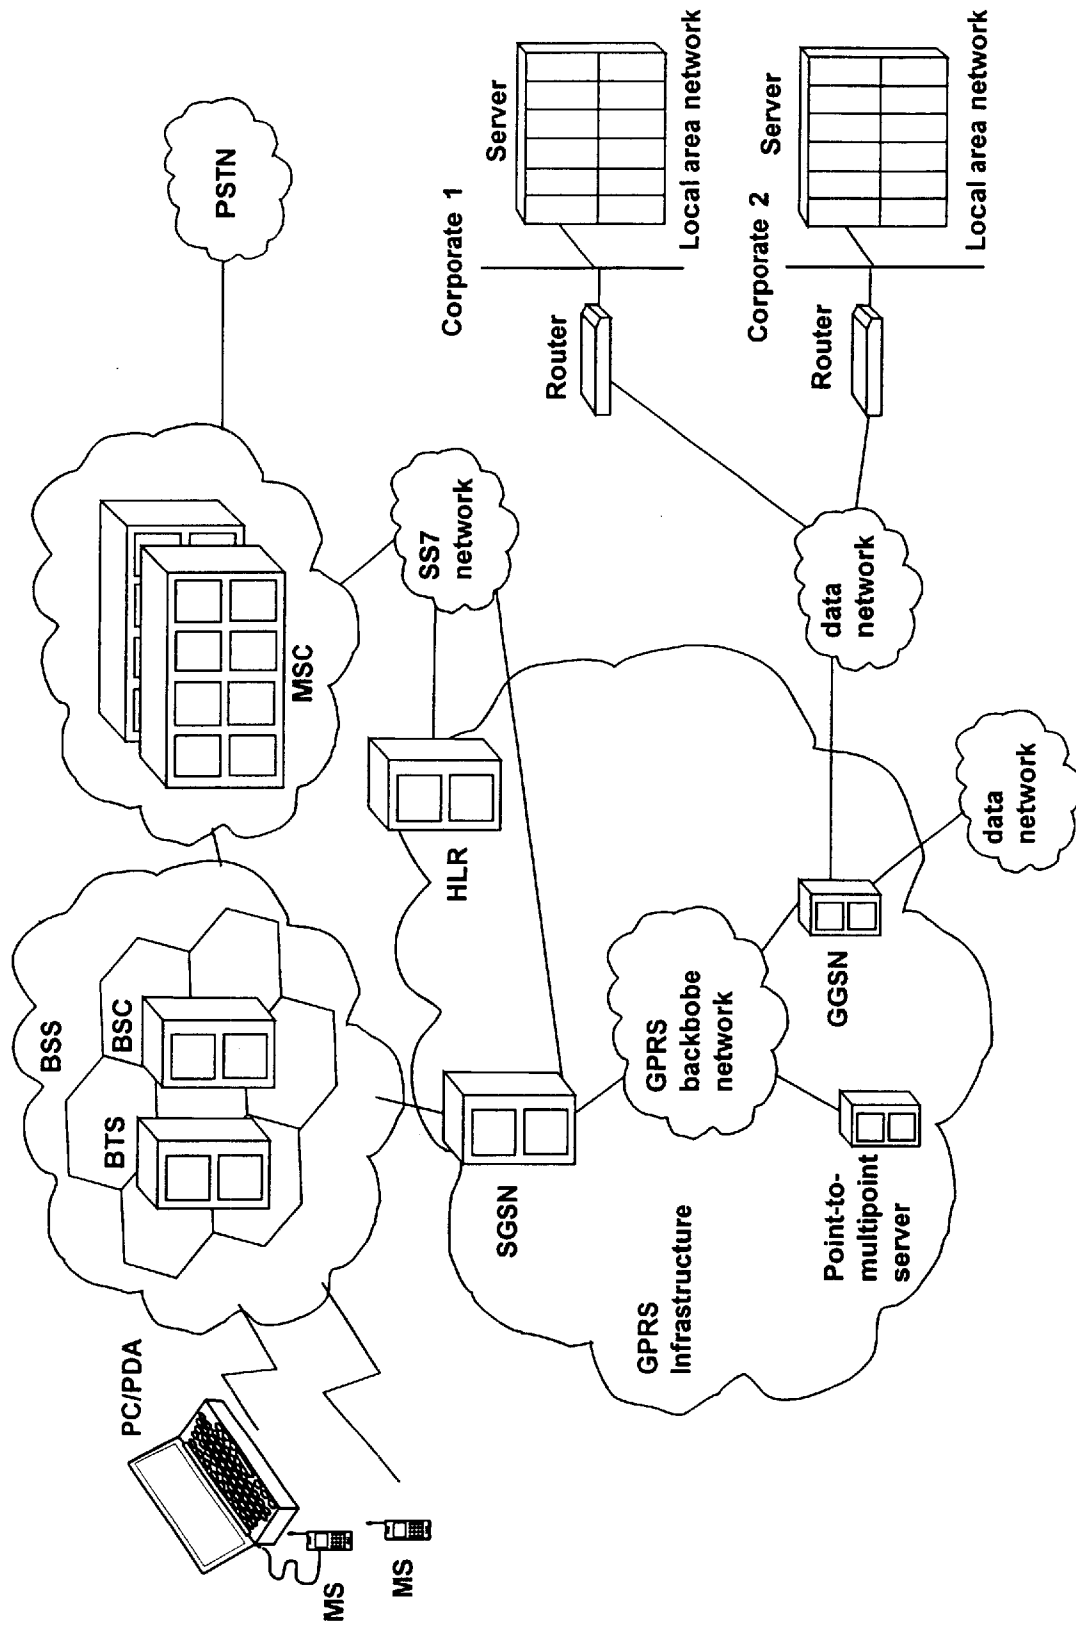 PC/PDA
MS
MS
BSS
BTS
BSC
MSC
PSTN
SS7
network
HLR
SGSN
GPRS
backbobe
network
GPRS
Infrastructure
Point-to-
multipoint
server
GGSN
data
network
data
network
Corporate 1
Router
Server
Local area network
Corporate 2
Router
Server
Local area network